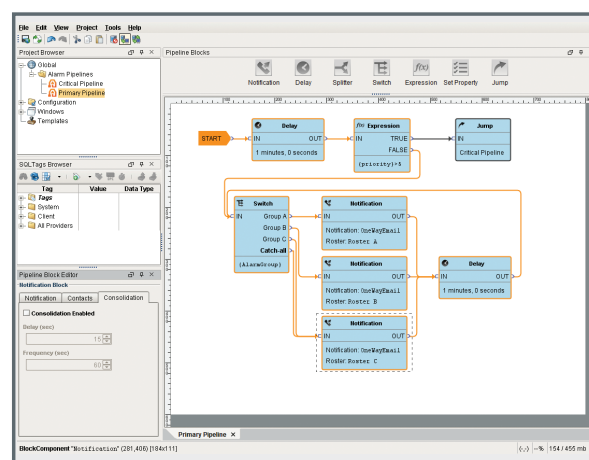 File Edit View Project Tools Help
Project Browser
Global
Alarm Pipelines
Critical Pipeline
Primary Pipeline
Configuration
Windows
Templates
SQLTags Browser
Tag Value Data Type
Tags
System
Client
All Providers
Pipeline Block Editor
Notification Block
Notification Contacts Consolidation
Consolidation Enabled
Delay (sec)
15
Frequency (sec)
60
Pipeline Blocks
f(x)
Notification Delay Splitter Switch Expression Set Property Jump
START
Delay
IN OUT
1 minutes, 0 seconds
f(x) Expression
IN TRUE
FALSE
{priority}>5
Jump
IN
Critical Pipeline
Switch
IN Group A
Group B
Group C
Catch-all
{AlarmGroup}
Notification
IN OUT
Notification: OneWayEmail
Roster: Roster A
Notification
IN OUT
Notification: OneWayEmail
Roster: Roster B
Delay
IN OUT
1 minutes, 0 seconds
Notification
IN OUT
Notification: OneWayEmail
Roster: Roster C
Primary Pipeline ×
BlockComponent "Notification" (281,406) [184x111]
154 / 455 mb